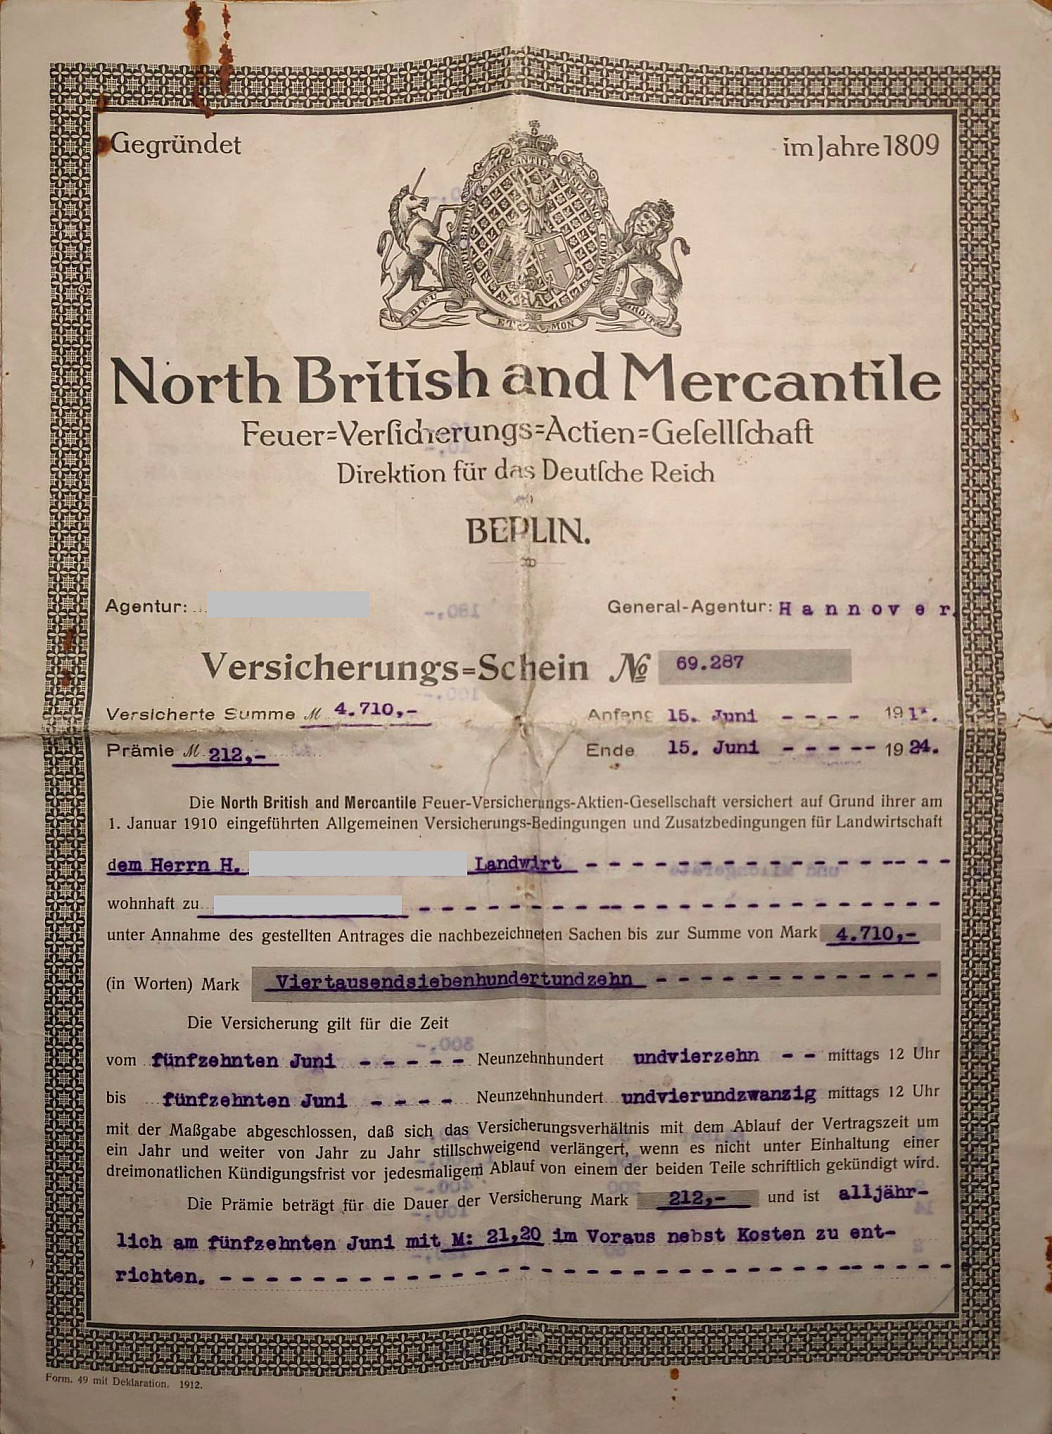 Gegründet im Jahre 1809
DIEU ET MON DROIT
North British and Mercantile
Feuer=Verſicherungs=Actien=Geſellſchaft
Direktion für das Deutſche Reich
BERLIN.
Agentur: General-Agentur: Hannover.
Versicherungs=Schein № 69.287
Versicherte Summe M 4.710,- Anfang 15. Juni - - - - 191
Prämie M 212,- Ende 15. Juni - - - - - 1924.
Die North British and Mercantile Feuer-Versicherungs-Aktien-Gesellschaft versichert auf Grund ihrer am
1. Januar 1910 eingeführten Allgemeinen Versicherungs-Bedingungen und Zusatzbedingungen für Landwirtschaft
dem Herrn H. Landwirt - - - - - - - - - - - - - - - -
wohnhaft zu - - - - - - - - - - - - - - - - - - - - - -
unter Annahme des gestellten Antrages die nachbezeichneten Sachen bis zur Summe von Mark 4.710,-
(in Worten) Mark Viertausendsiebenhundertundzehn - - - - - - - - - - - -
Die Versicherung gilt für die Zeit
vom fünfzehnten Juni - - - - - Neunzehnhundert undvierzehn - - mittags 12 Uhr
bis fünfzehnten Juni - - - - Neunzehnhundert undvierundzwanzig mittags 12 Uhr
mit der Maßgabe abgeschlossen, daß sich das Versicherungsverhältnis mit dem Ablauf der Vertragszeit um
ein Jahr und weiter von Jahr zu Jahr stillschweigend verlängert, wenn es nicht unter Einhaltung einer
dreimonatlichen Kündigungsfrist vor jedesmaligem Ablauf von einem der beiden Teile schriftlich gekündigt wird.
Die Prämie beträgt für die Dauer der Versicherung Mark 212,- und ist alljähr-
lich am fünfzehnten Juni mit M: 21,20 im Voraus nebst Kosten zu ent-
richten. - - - - - - - - - - - - - - - - - - - - - - - - - - - - -
Form. 49 mit Deklaration. 1912.